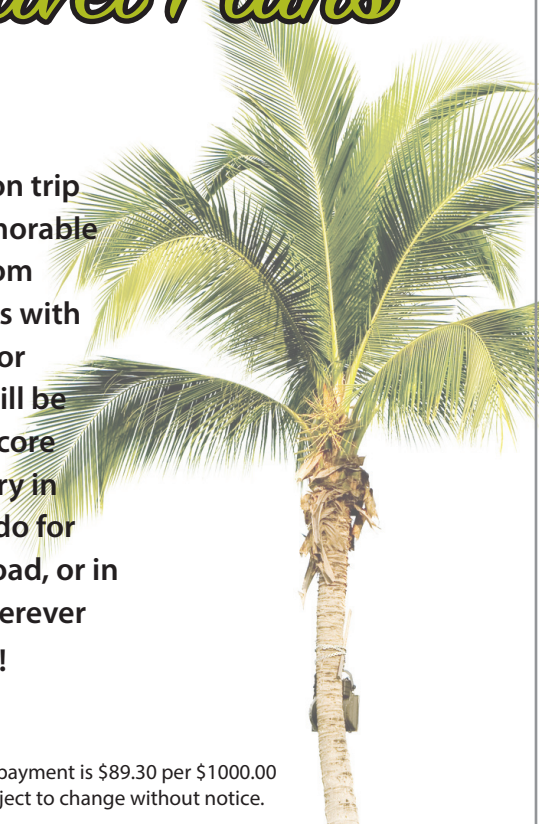 Plans
on trip
om
s with
or
ill be
core
ry in
do for
oad, or in
erever
!
payment is $89.30 per $1000.00
ject to change without notice.